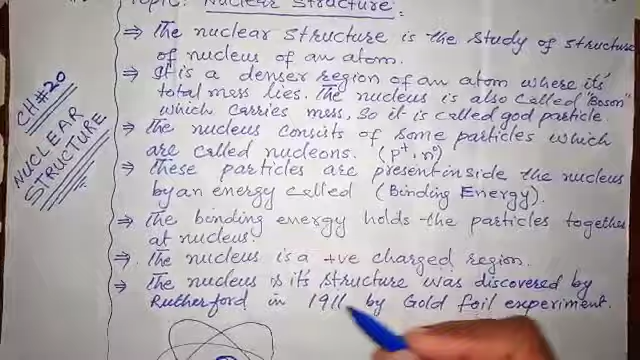 Topic: Nuclear Structure:
CH#20
NUCLEAR
STRUCTURE
⇒ The nuclear structure is the study of structure
of nucleus of an atom.
⇒ It is a denser region of an atom where it's
total mass lies. The nucleus is also called "Boson"
which carries mess, So it is called god particle.
⇒ The nucleus consists of some particles which
are called nucleons. (p⁺, n⁰)
⇒ These particles are present inside the nucleus
by an energy called (Binding Energy).
⇒ The binding energy holds the particles together
at nucleus.
⇒ The nucleus is a +ve charged region.
⇒ The nucleus & it's structure was discovered by
Rutherford in 1911 by Gold foil experiment.